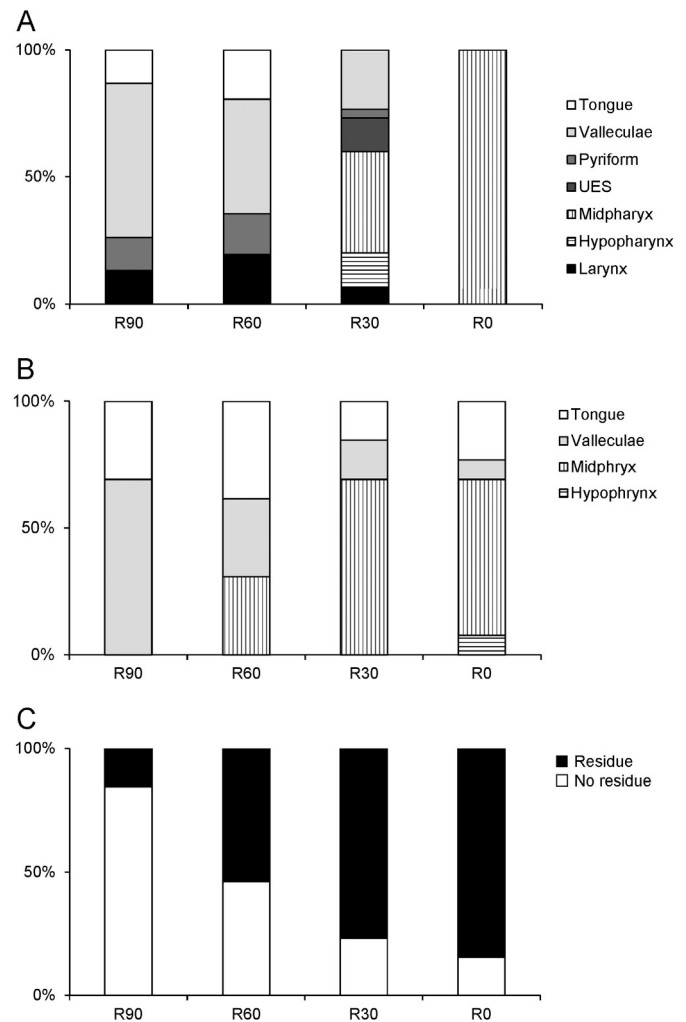 A
100%
50%
0%
R90 R60 R30 R0
Tongue
Valleculae
Pyriform
UES
Midpharyx
Hypopharynx
Larynx
B
100%
50%
0%
R90 R60 R30 R0
Tongue
Valleculae
Midphryx
Hypophrynx
C
100%
50%
0%
R90 R60 R30 R0
Residue
No residue